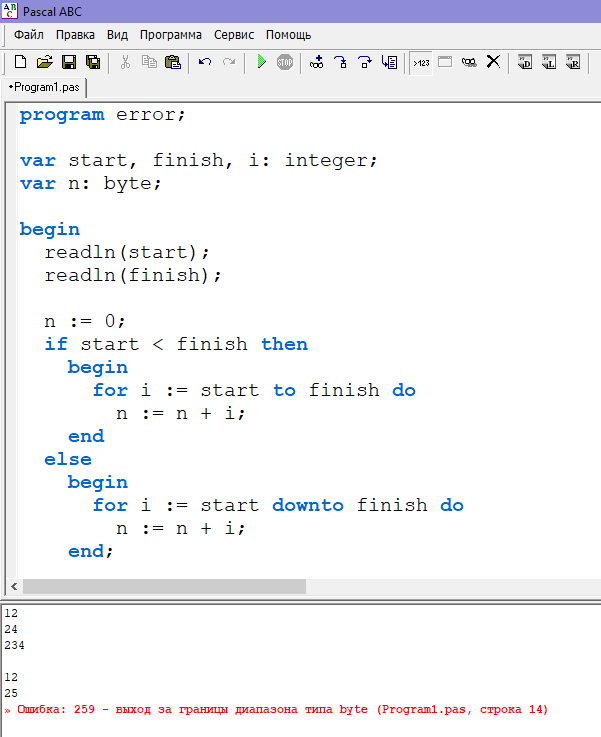 Pascal ABC
Файл Правка Вид Программа Сервис Помощь
•Program1.pas
program error;
var start, finish, i: integer;
var n: byte;
begin
readln(start);
readln(finish);
n := 0;
if start < finish then
begin
for i := start to finish do
n := n + i;
end
else
begin
for i := start downto finish do
n := n + i;
end;
12
24
234
12
25
» Ошибка: 259 - выход за границы диапазона типа byte (Program1.pas, строка 14)